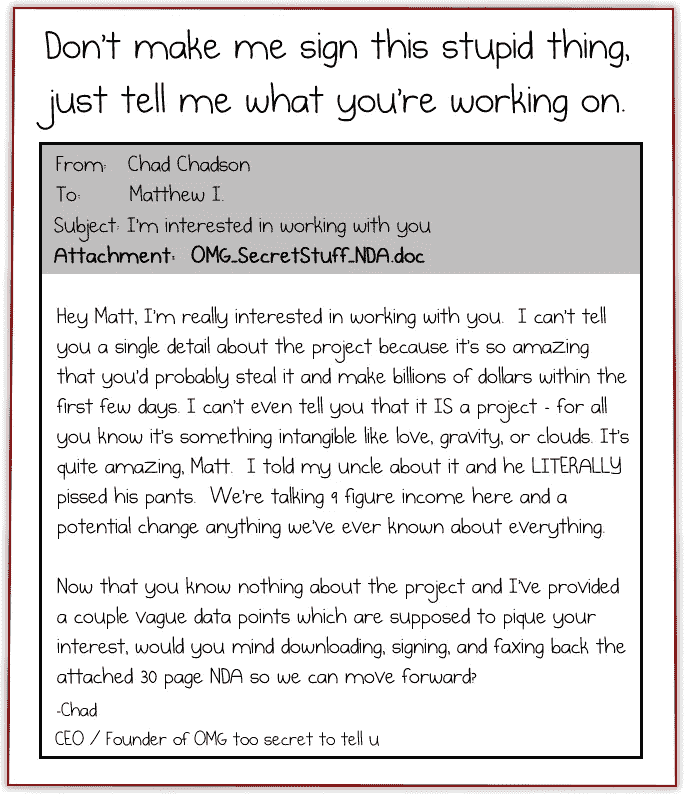 Don't make me sign this stupid thing,
just tell me what you're working on.
From: Chad Chadson
To: Matthew I.
Subject: I'm interested in working with you
Attachment: OMG_SecretStuff_NDA.doc
Hey Matt, I'm really interested in working with you. I can't tell
you a single detail about the project because it's so amazing
that you'd probably steal it and make billions of dollars within the
first few days. I can't even tell you that it IS a project - for all
you know it's something intangible like love, gravity, or clouds. It's
quite amazing, Matt. I told my uncle about it and he LITERALLY
pissed his pants. We're talking 9 figure income here and a
potential change anything we've ever known about everything.
Now that you know nothing about the project and I've provided
a couple vague data points which are supposed to pique your
interest, would you mind downloading, signing, and faxing back the
attached 30 page NDA so we can move forward?
-Chad
CEO / Founder of OMG too secret to tell u